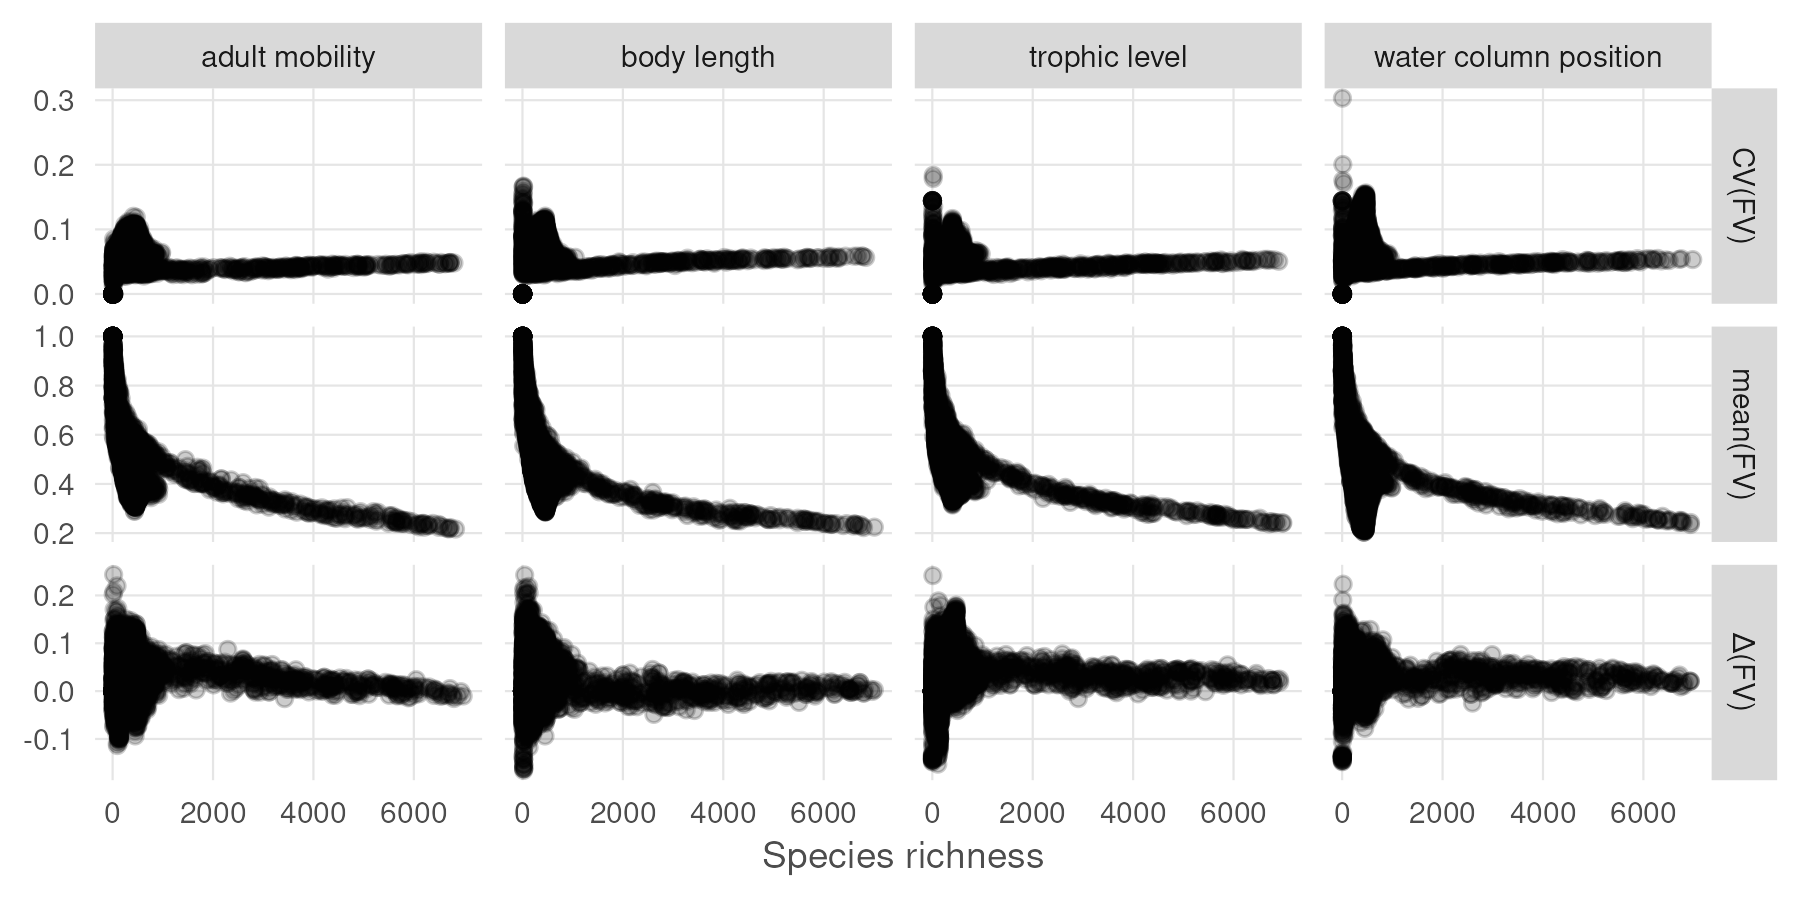 adult mobility body length trophic level water column position
0.3
0.2
0.1
0.0
CV(FV)
1.0
0.8
0.6
0.4
0.2
mean(FV)
0.2
0.1
0.0
-0.1
Δ(FV)
0 2000 4000 6000 0 2000 4000 6000 0 2000 4000 6000 0 2000 4000 6000
Species richness